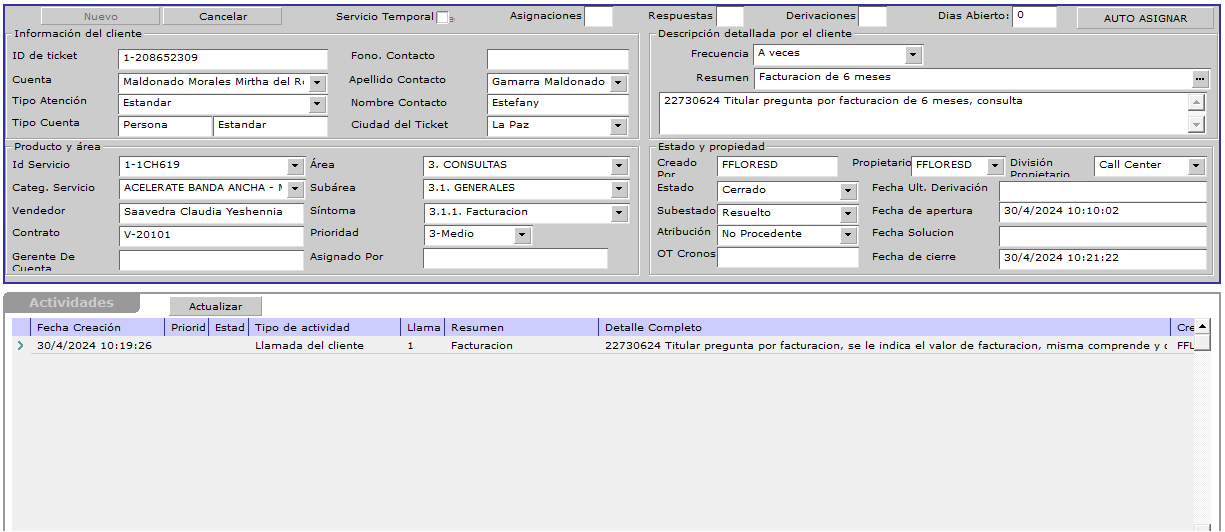 Nuevo Cancelar Servicio Temporal Asignaciones Respuestas Derivaciones Dias Abierto: 0 AUTO ASIGNAR
Información del cliente
ID de ticket 1-208652309 Fono. Contacto
Cuenta Maldonado Morales Mirtha del Apellido Contacto Gamarra Maldonado
Tipo Atención Estandar Nombre Contacto Estefany
Tipo Cuenta Persona Estandar Ciudad del Ticket La Paz
Descripción detallada por el cliente
Frecuencia A veces
Resumen Facturacion de 6 meses ...
22730624 Titular pregunta por facturacion de 6 meses, consulta
Producto y área
Id Servicio 1-1CH619 Área 3. CONSULTAS
Categ. Servicio ACELERATE BANDA ANCHA - Subárea 3.1. GENERALES
Vendedor Saavedra Claudia Yeshennia Síntoma 3.1.1. Facturacion
Contrato V-20101 Prioridad 3-Medio
Gerente De Cuenta Asignado Por
Estado y propiedad
Creado Por FFLORESD Propietario FFLORESD División Propietario Call Center
Estado Cerrado Fecha Ult. Derivación
Subestado Resuelto Fecha de apertura 30/4/2024 10:10:02
Atribución No Procedente Fecha Solucion
OT Cronos Fecha de cierre 30/4/2024 10:21:22
Actividades Actualizar
Fecha Creación Priorid Estad Tipo de actividad Llama Resumen Detalle Completo Cre
30/4/2024 10:19:26 Llamada del cliente 1 Facturacion 22730624 Titular pregunta por facturacion, se le indica el valor de facturacion, misma comprende y FFL